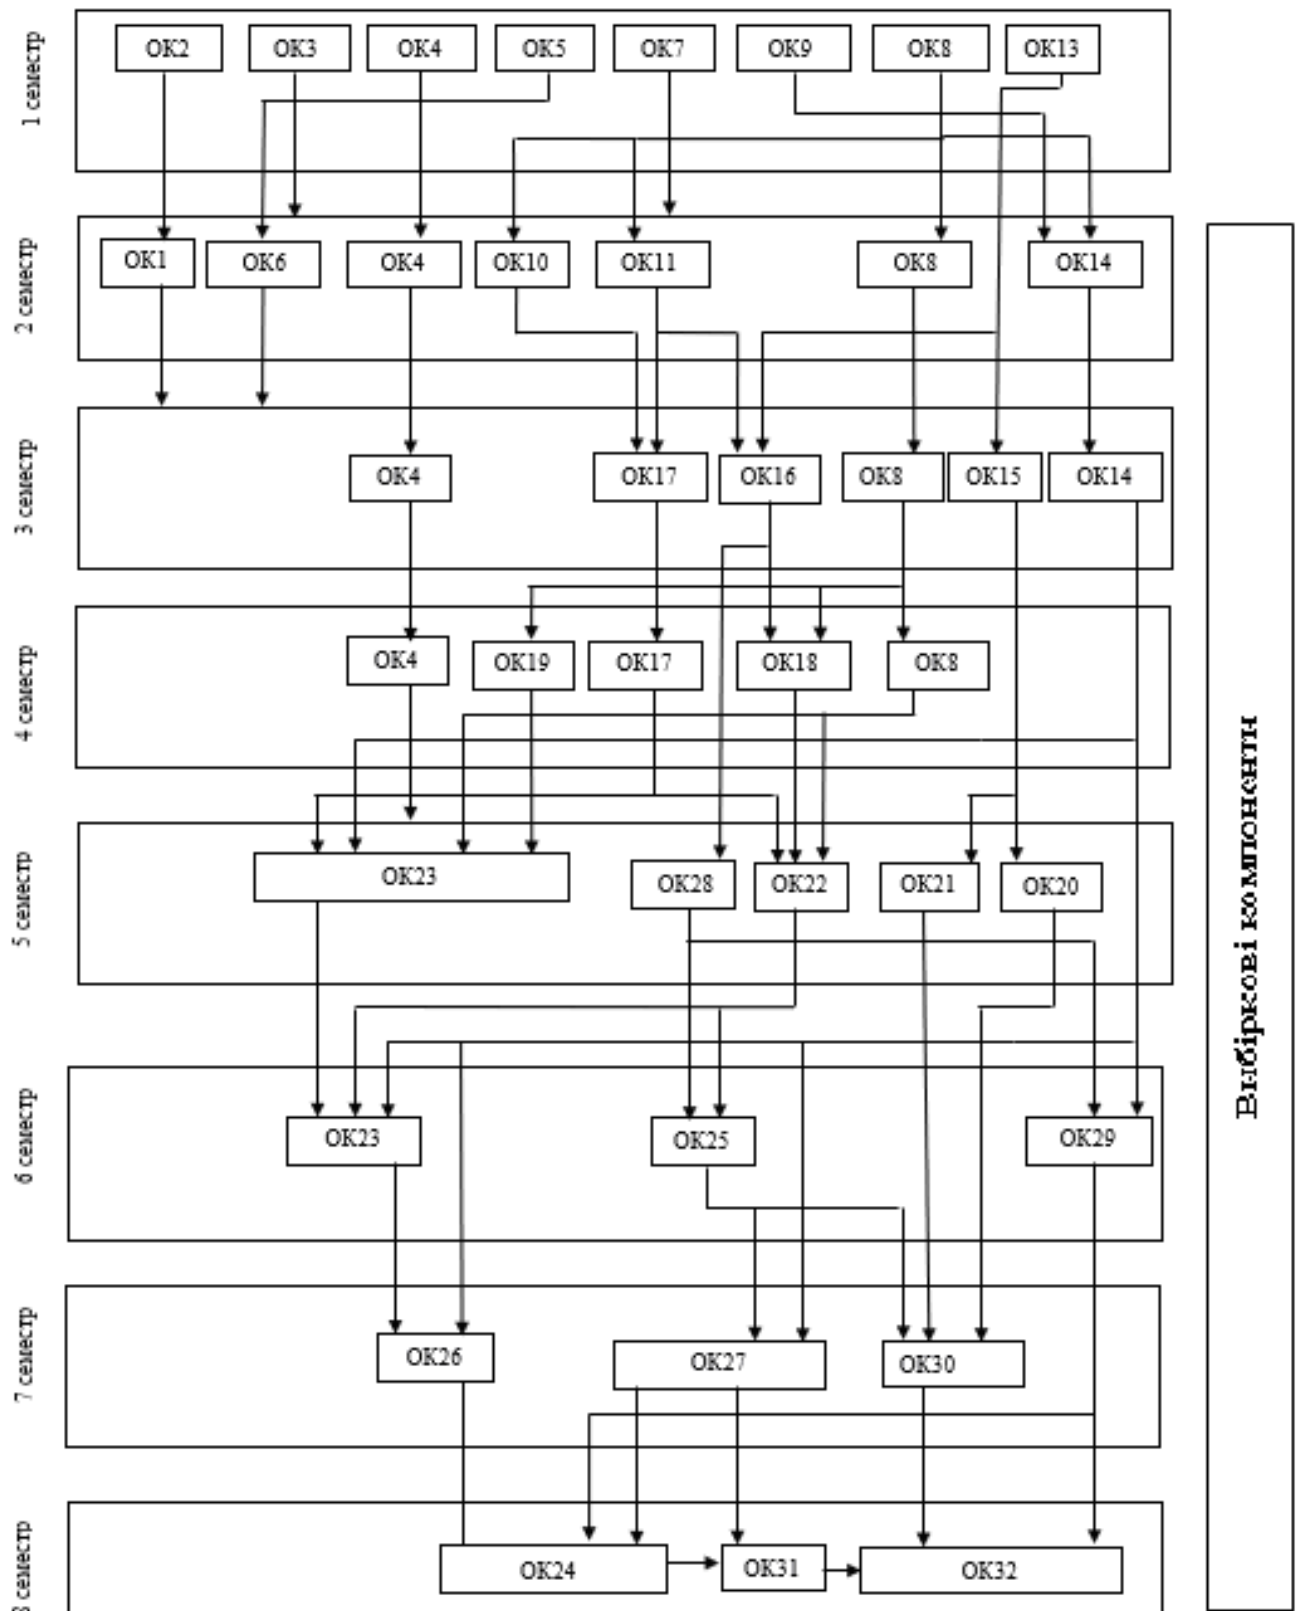 1 семестр
ОК2 ОК3 ОК4 ОК5 ОК7 ОК9 ОК8 ОК13
2 семестр
ОК1 ОК6 ОК4 ОК10 ОК11 ОК8 ОК14
3 семестр
ОК4 ОК17 ОК16 ОК8 ОК15 ОК14
4 семестр
ОК4 ОК19 ОК17 ОК18 ОК8
5 семестр
ОК23 ОК28 ОК22 ОК21 ОК20
6 семестр
ОК23 ОК25 ОК29
7 семестр
ОК26 ОК27 ОК30
8 семестр
ОК24 ОК31 ОК32
Вибіркові компоненти